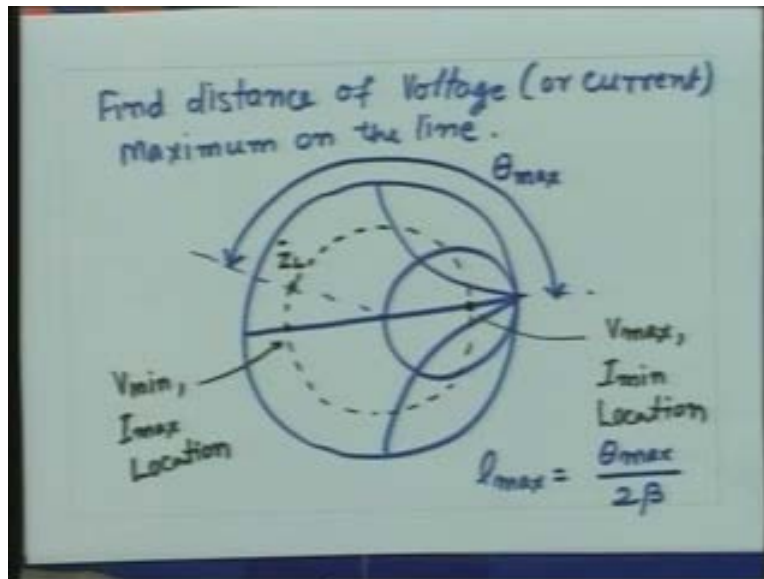 Find distance of Voltage (or current)
Maximum on the line.
θmax
Z̄L
Vmin,
Imax
Location
Vmax,
Imin
Location
lmax = θmax / 2β